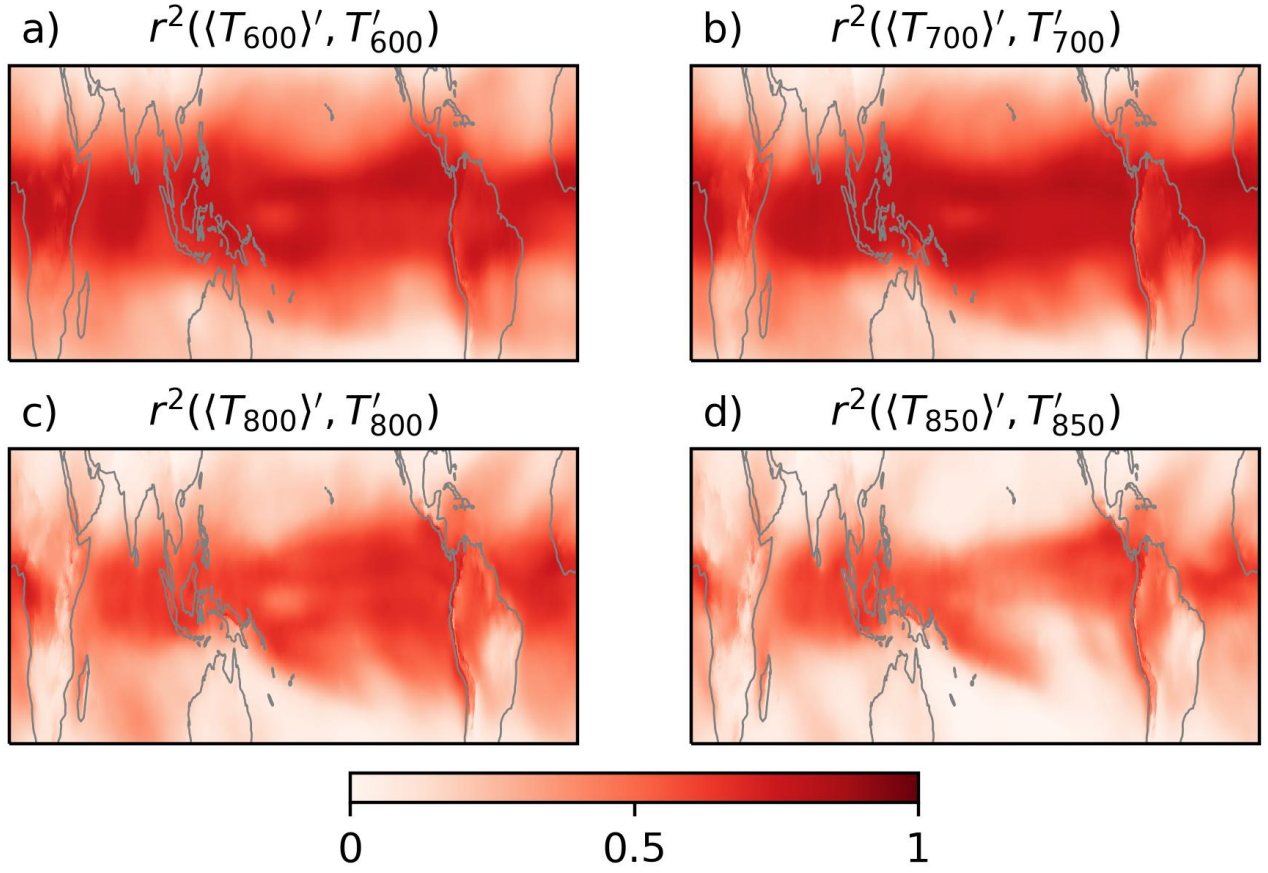 a) r²(⟨T₆₀₀⟩′, T′₆₀₀)
b) r²(⟨T₇₀₀⟩′, T′₇₀₀)
c) r²(⟨T₈₀₀⟩′, T′₈₀₀)
d) r²(⟨T₈₅₀⟩′, T′₈₅₀)
0 0.5 1